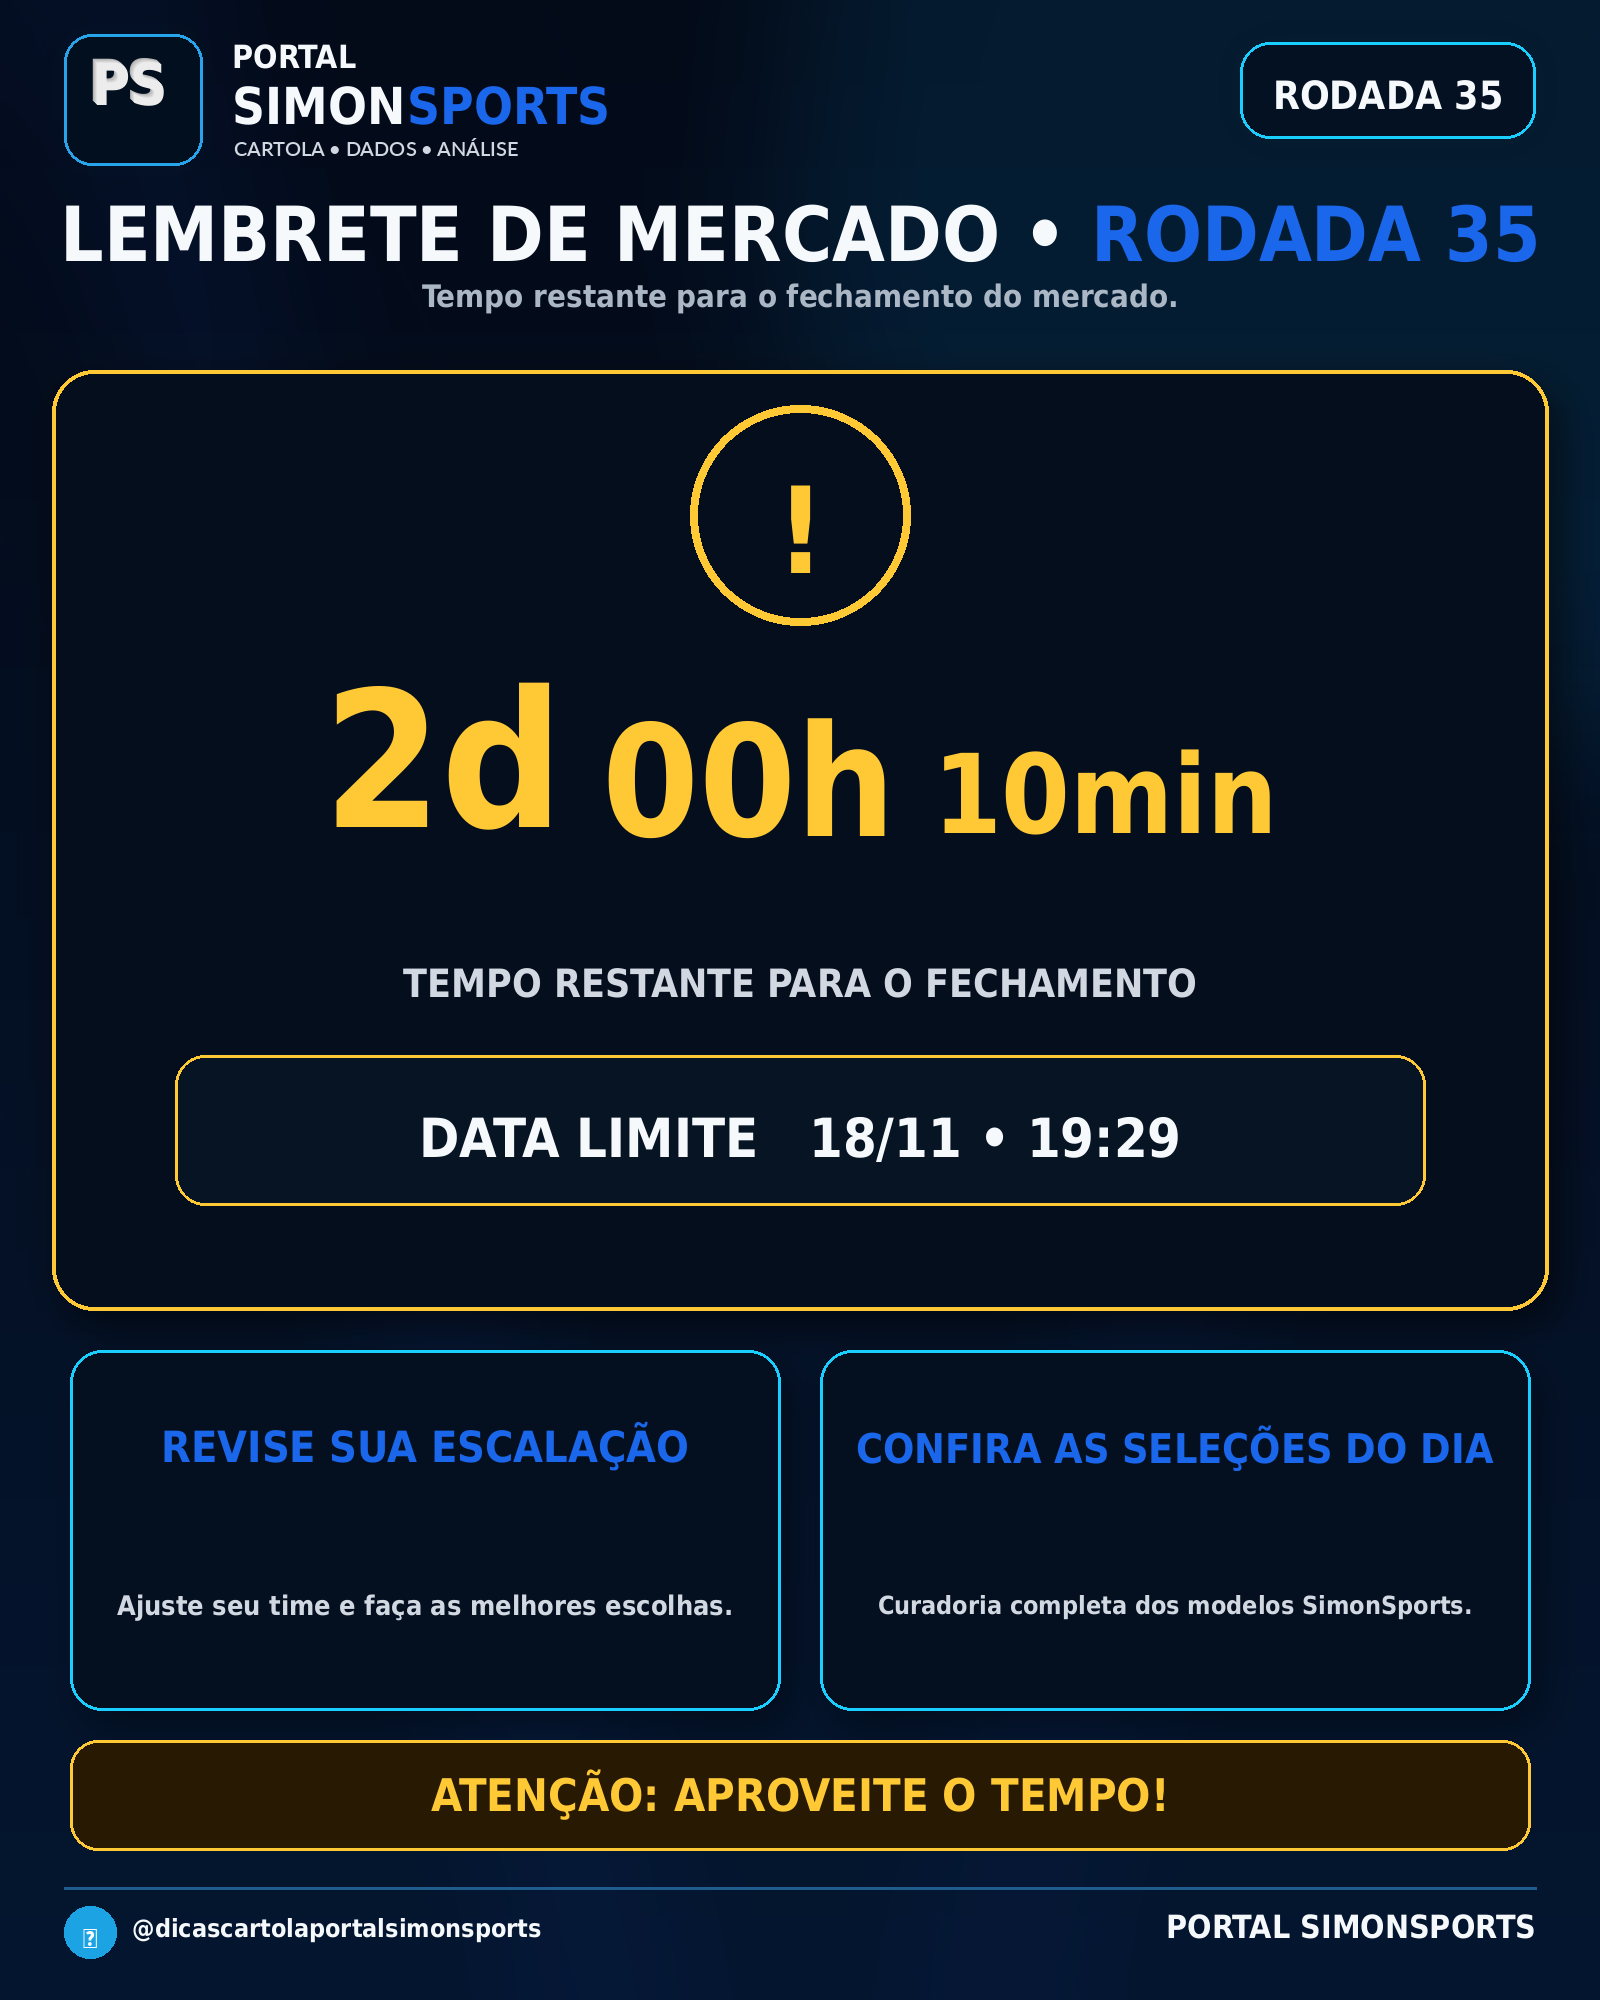 PS
PORTAL
SIMONSPORTS
CARTOLA • DADOS • ANÁLISE
RODADA 35
LEMBRETE DE MERCADO • RODADA 35
Tempo restante para o fechamento do mercado.
!
2d 00h 10min
TEMPO RESTANTE PARA O FECHAMENTO
DATA LIMITE 18/11 • 19:29
REVISE SUA ESCALAÇÃO
Ajuste seu time e faça as melhores escolhas.
CONFIRA AS SELEÇÕES DO DIA
Curadoria completa dos modelos SimonSports.
ATENÇÃO: APROVEITE O TEMPO!
@dicascartolaportalsimonsports
PORTAL SIMONSPORTS